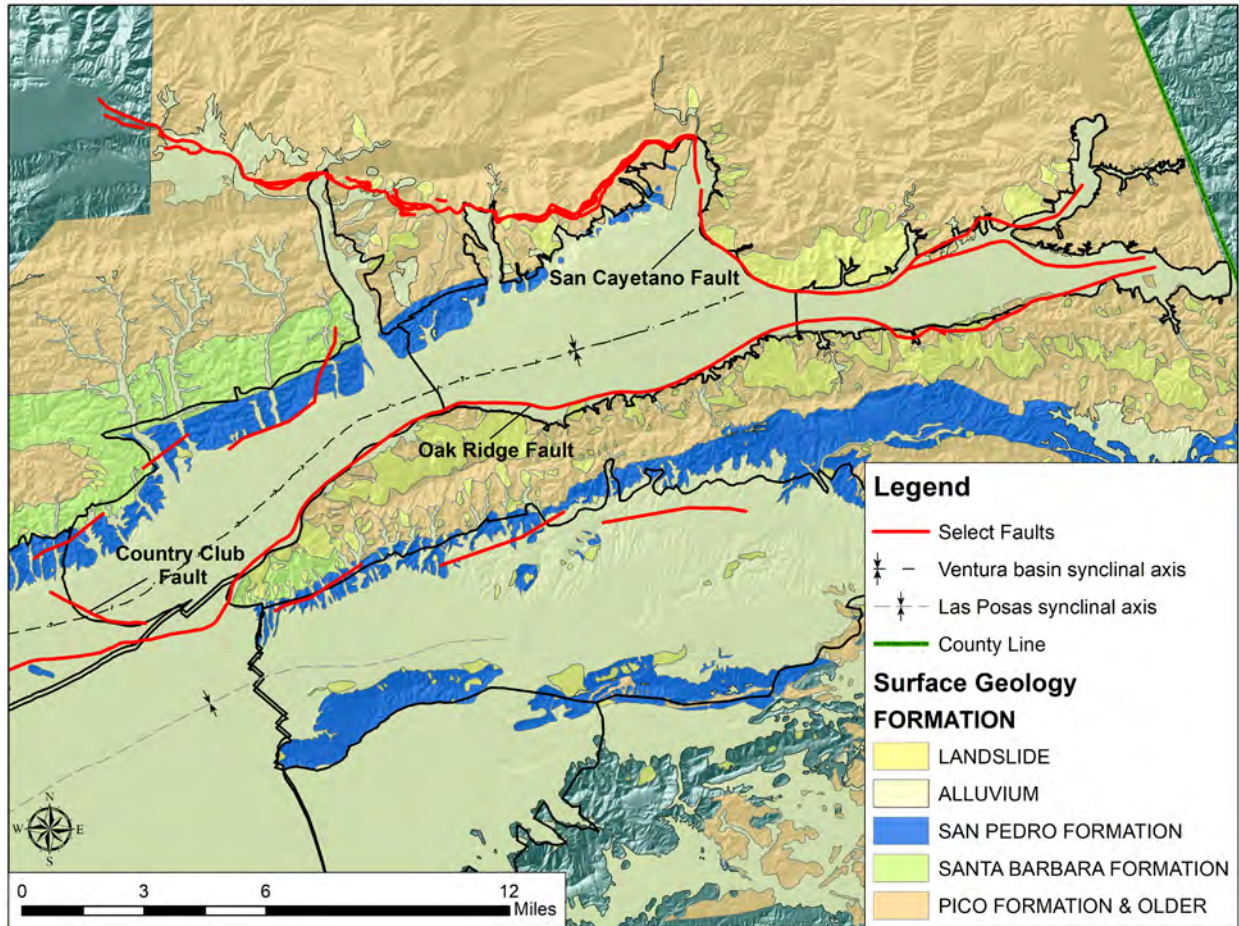 San Cayetano Fault
Oak Ridge Fault
Country Club
Fault
N
W E
S
0 3 6 12
Miles
Legend
Select Faults
Ventura basin synclinal axis
Las Posas synclinal axis
County Line
Surface Geology
FORMATION
LANDSLIDE
ALLUVIUM
SAN PEDRO FORMATION
SANTA BARBARA FORMATION
PICO FORMATION & OLDER